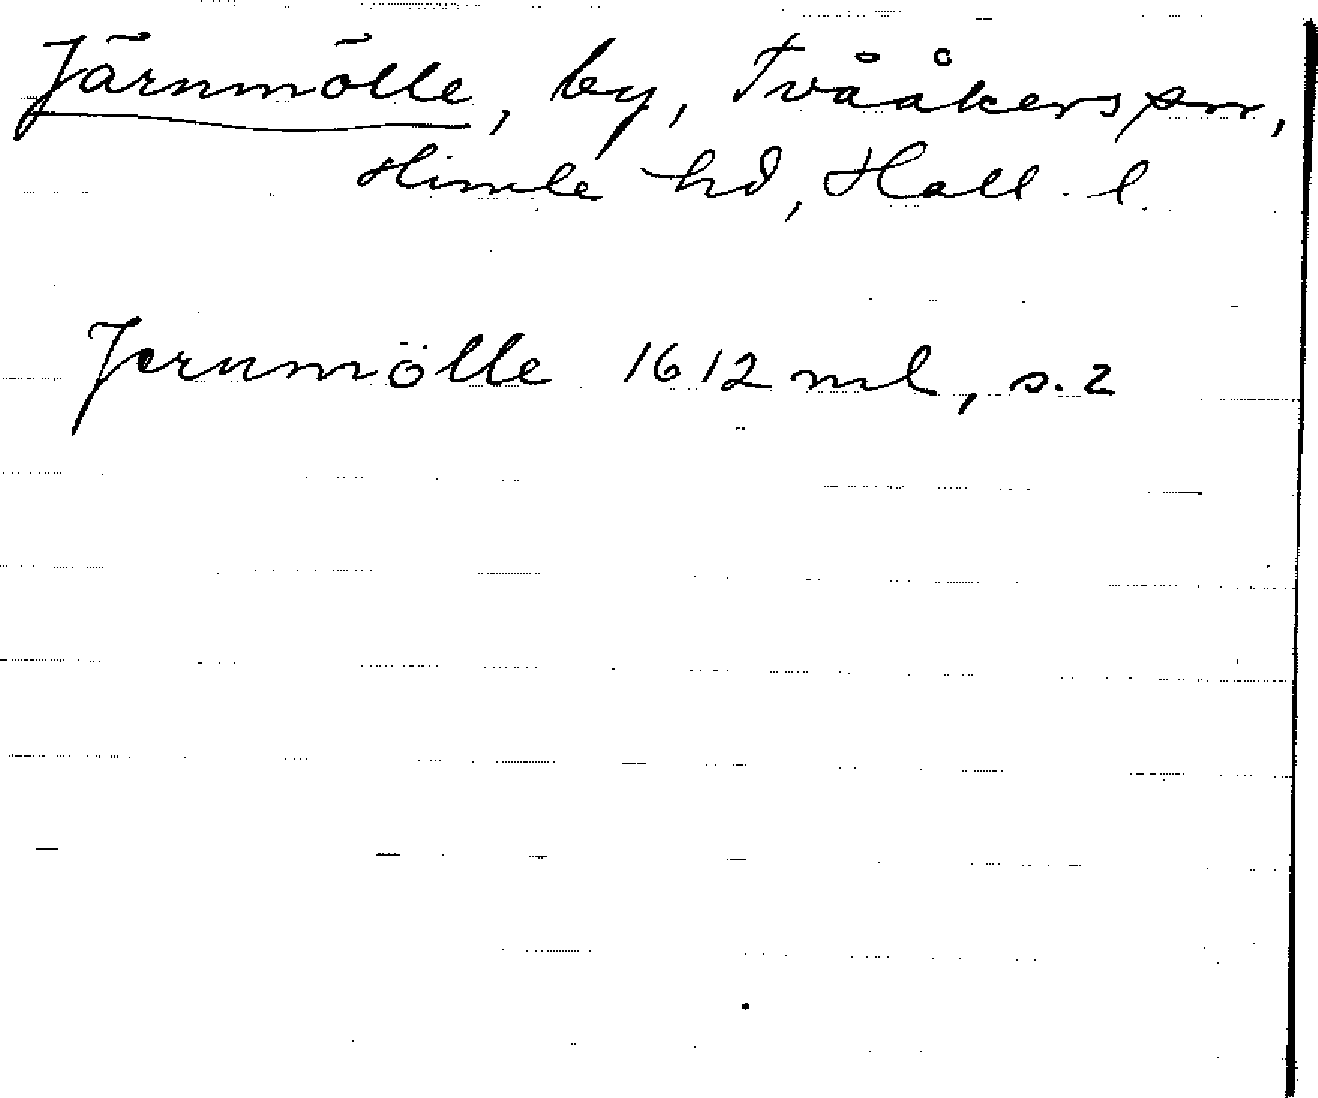 Järnmölle, by, Tvååkers sn,
Himle hd, Hall. l.
Jernmölle 1612 ml, s. 2